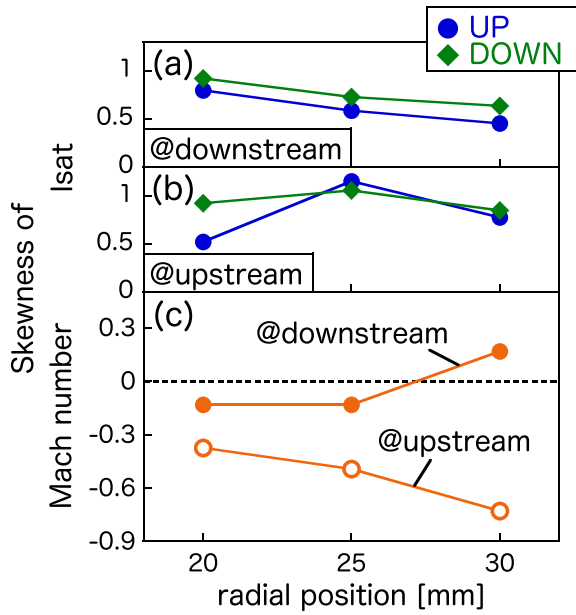 UP
DOWN
(a)
1
0.5
0
@downstream
(b)
1
0.5
0
@upstream
Skewness of
Isat
Mach number
(c)
0.3
0
-0.3
-0.6
-0.9
@downstream
@upstream
20
25
30
radial position [mm]